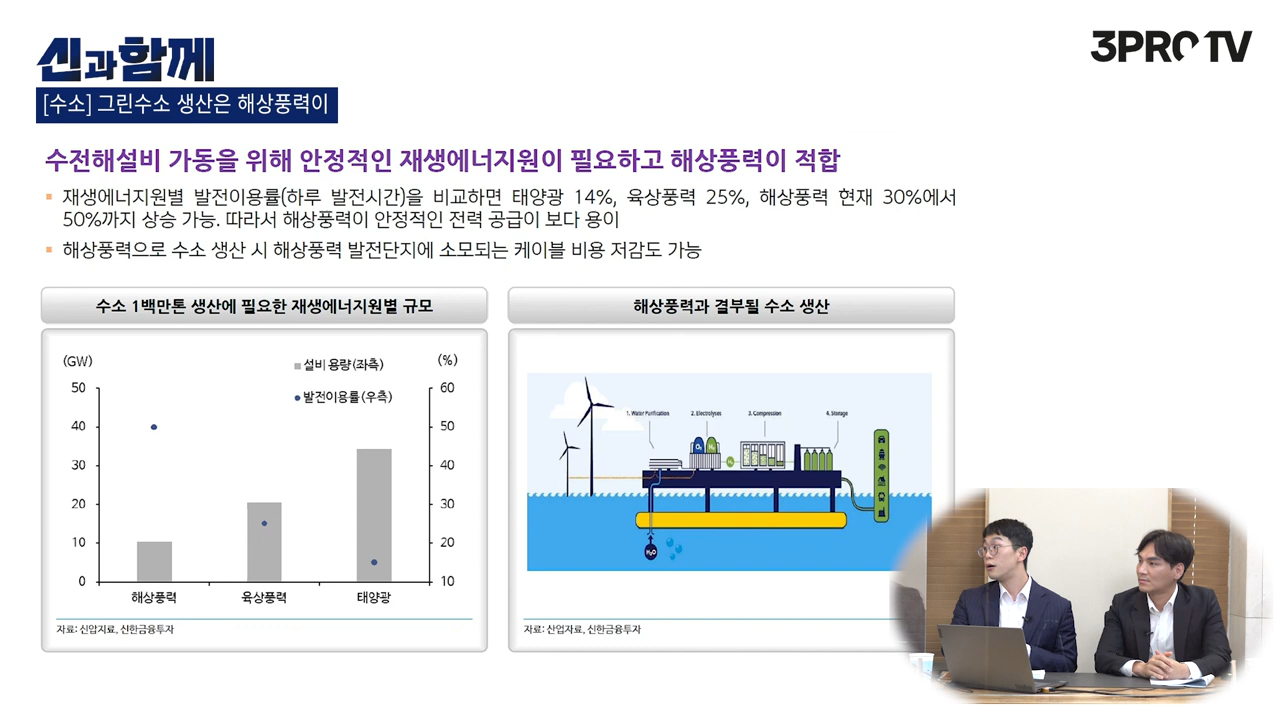 신과함께
3PRO TV
[수소] 그린수소 생산은 해상풍력이
수전해설비 가동을 위해 안정적인 재생에너지원이 필요하고 해상풍력이 적합
▪ 재생에너지원별 발전이용률(하루 발전시간)을 비교하면 태양광 14%, 육상풍력 25%, 해상풍력 현재 30%에서
50%까지 상승 가능. 따라서 해상풍력이 안정적인 전력 공급이 보다 용이
▪ 해상풍력으로 수소 생산 시 해상풍력 발전단지에 소모되는 케이블 비용 저감도 가능
수소 1백만톤 생산에 필요한 재생에너지원별 규모
(GW)
(%)
설비 용량(좌측)
발전이용률(우측)
50
40
30
20
10
0
60
50
40
30
20
10
해상풍력
육상풍력
태양광
자료: 신압지료, 신한금융투자
해상풍력과 결부될 수소 생산
1. Water Purification
2. Electrolyses
3. Compression
4. Storage
O₂
H₂
H₂
H₂O
자료: 산업자료, 신한금융투자